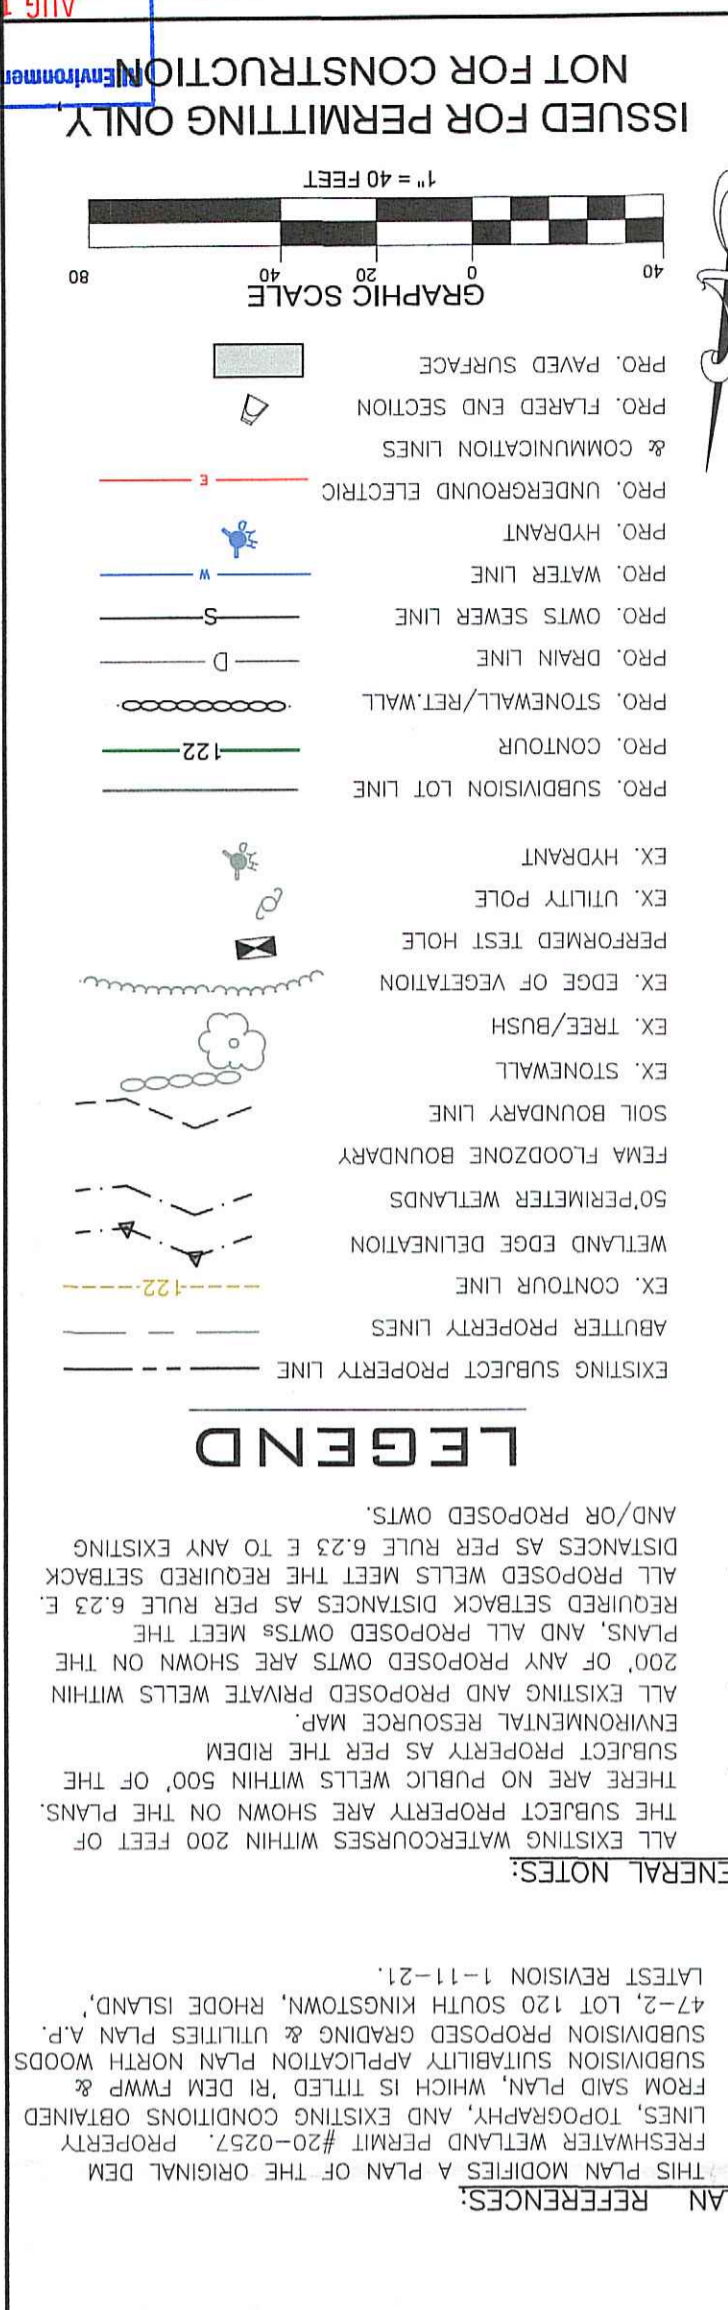 AN REFERENCES:
THIS PLAN MODIFIES A PLAN OF THE ORIGINAL DEM
FRESHWATER WETLAND PERMIT #20-0257. PROPERTY
LINES, TOPOGRAPHY, AND EXISTING CONDITIONS OBTAINED
FROM SAID PLAN, WHICH IS TITLED 'RI DEM FWWP &
SUBDIVISION SUITABILITY APPLICATION PLAN NORTH WOODS
SUBDIVISION PROPOSED GRADING & UTILITIES PLAN A.P.
47-2, LOT 120 SOUTH KINGSTOWN, RHODE ISLAND,'
LATEST REVISION 1-11-21.
ENERAL NOTES:
ALL EXISTING WATERCOURSES WITHIN 200 FEET OF
THE SUBJECT PROPERTY ARE SHOWN ON THE PLANS.
THERE ARE NO PUBLIC WELLS WITHIN 500' OF THE
SUBJECT PROPERTY AS PER THE RIDEM
ENVIRONMENTAL RESOURCE MAP.
ALL EXISTING AND PROPOSED PRIVATE WELLS WITHIN
200' OF ANY PROPOSED OWTS ARE SHOWN ON THE
PLANS, AND ALL PROPOSED OWTSs MEET THE
REQUIRED SETBACK DISTANCES AS PER RULE 6.23 E.
ALL PROPOSED WELLS MEET THE REQUIRED SETBACK
DISTANCES AS PER RULE 6.23 E TO ANY EXISTING
AND/OR PROPOSED OWTS.
LEGEND
EXISTING SUBJECT PROPERTY LINE
ABUTTER PROPERTY LINES
EX. CONTOUR LINE 122
WETLAND EDGE DELINEATION
50'PERIMETER WETLANDS
FEMA FLOODZONE BOUNDARY
SOIL BOUNDARY LINE
EX. STONEWALL
EX. TREE/BUSH
EX. EDGE OF VEGETATION
PERFORMED TEST HOLE
EX. UTILITY POLE
EX. HYDRANT HYD
PRO. SUBDIVISION LOT LINE
PRO. CONTOUR 122
PRO. STONEWALL/RET.WALL
PRO. DRAIN LINE D
PRO. OWTS SEWER LINE S
PRO. WATER LINE W
PRO. HYDRANT HYD
PRO. UNDERGROUND ELECTRIC E
& COMMUNICATION LINES
PRO. FLARED END SECTION
PRO. PAVED SURFACE
GRAPHIC SCALE
40 0 20 40 80
1" = 40 FEET
ISSUED FOR PERMITTING ONLY,
NOT FOR CONSTRUCTION
Environmen
AUG 1